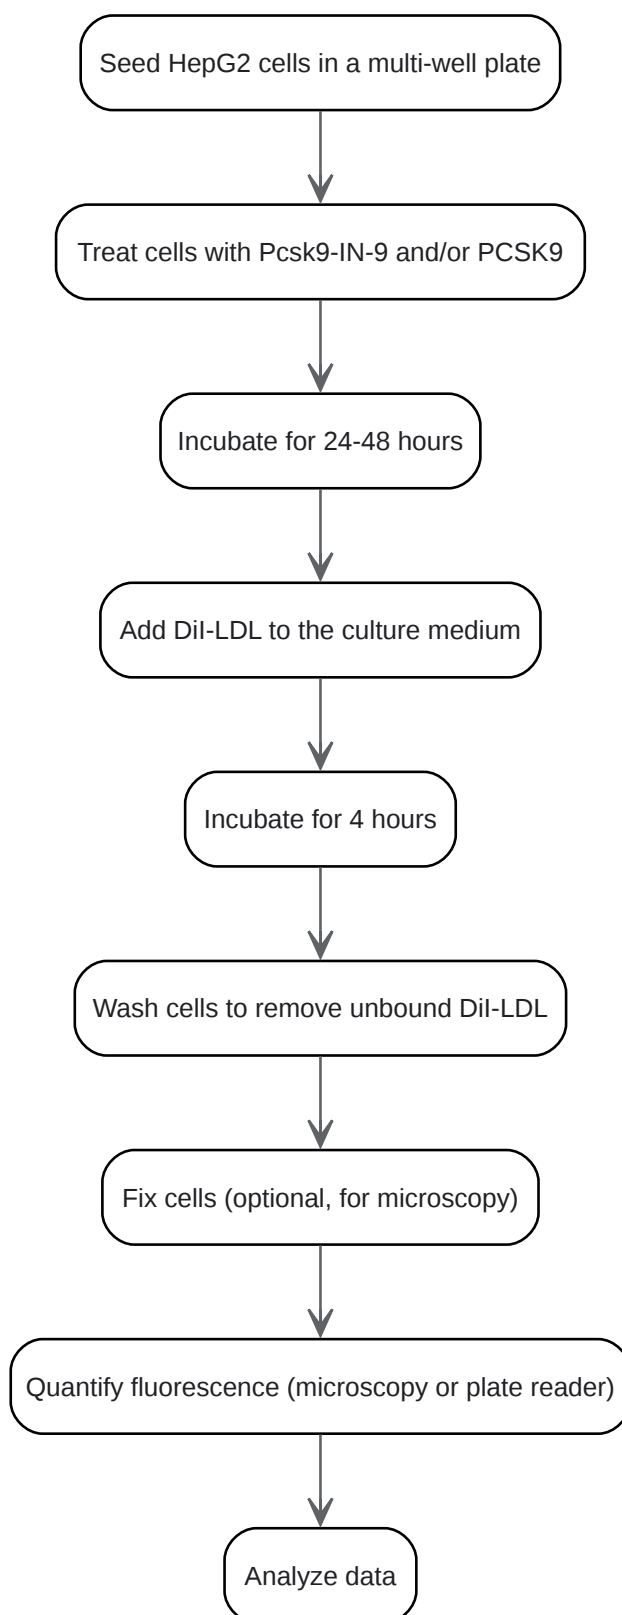 Seed HepG2 cells in a multi-well plate
Treat cells with Pcsk9-IN-9 and/or PCSK9
Incubate for 24-48 hours
Add DiI-LDL to the culture medium
Incubate for 4 hours
Wash cells to remove unbound DiI-LDL
Fix cells (optional, for microscopy)
Quantify fluorescence (microscopy or plate reader)
Analyze data